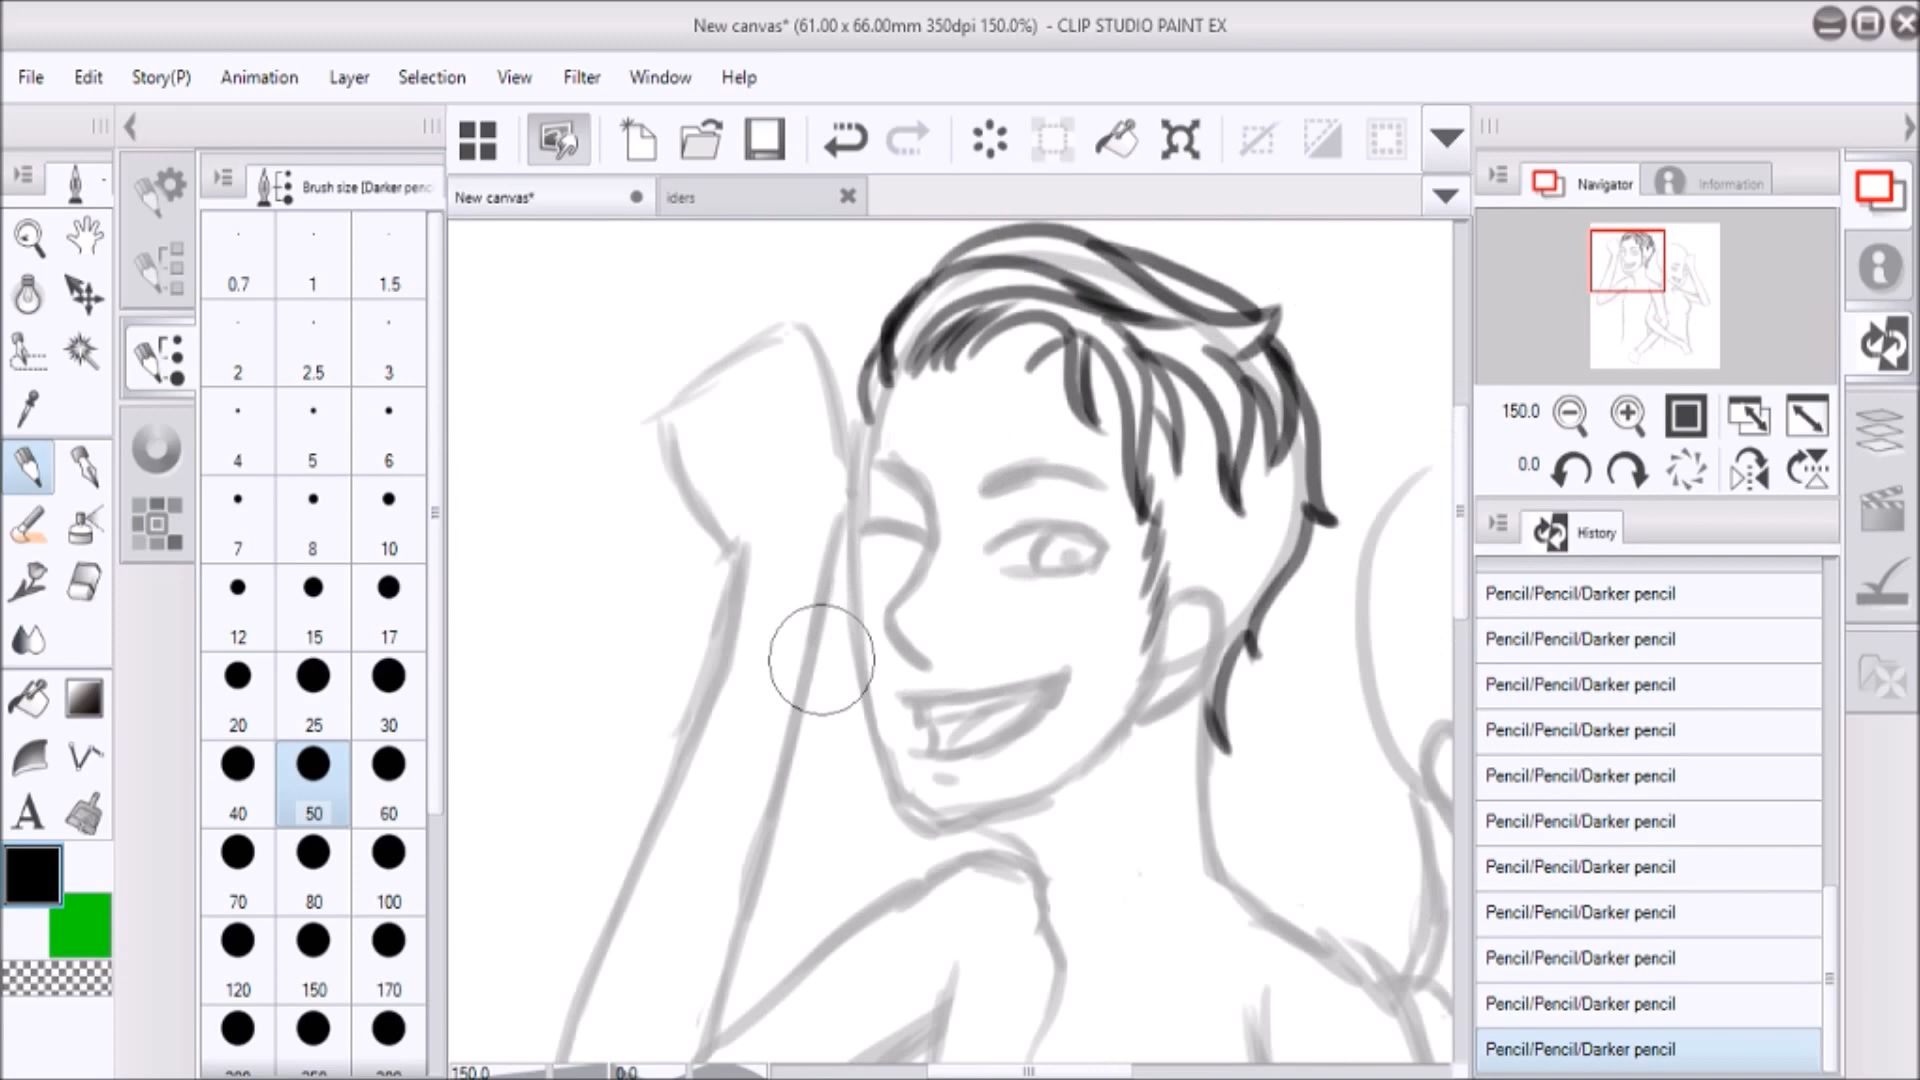 New canvas* (61.00 x 66.00mm 350dpi 150.0%) - CLIP STUDIO PAINT EX
File Edit Story(P) Animation Layer Selection View Filter Window Help
Brush size [Darker penc
New canvas*
iders
Navigator
Information
0.7 1 1.5
2 2.5 3
4 5 6
7 8 10
12 15 17
20 25 30
40 50 60
70 80 100
120 150 170
150.0
0.0
History
Pencil/Pencil/Darker pencil
Pencil/Pencil/Darker pencil
Pencil/Pencil/Darker pencil
Pencil/Pencil/Darker pencil
Pencil/Pencil/Darker pencil
Pencil/Pencil/Darker pencil
Pencil/Pencil/Darker pencil
Pencil/Pencil/Darker pencil
Pencil/Pencil/Darker pencil
Pencil/Pencil/Darker pencil
Pencil/Pencil/Darker pencil
150.0 0.0